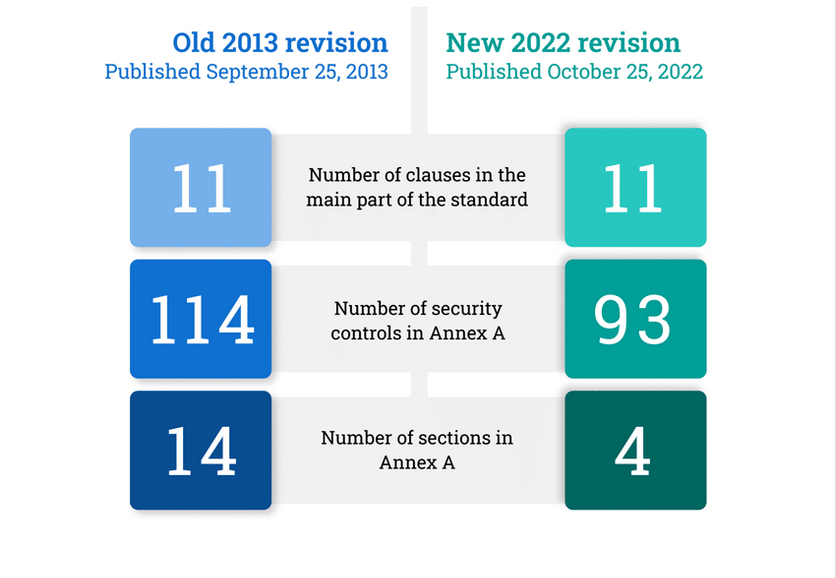 Old 2013 revision
Published September 25, 2013
New 2022 revision
Published October 25, 2022
11
Number of clauses in the
main part of the standard
11
114
Number of security
controls in Annex A
93
14
Number of sections in
Annex A
4